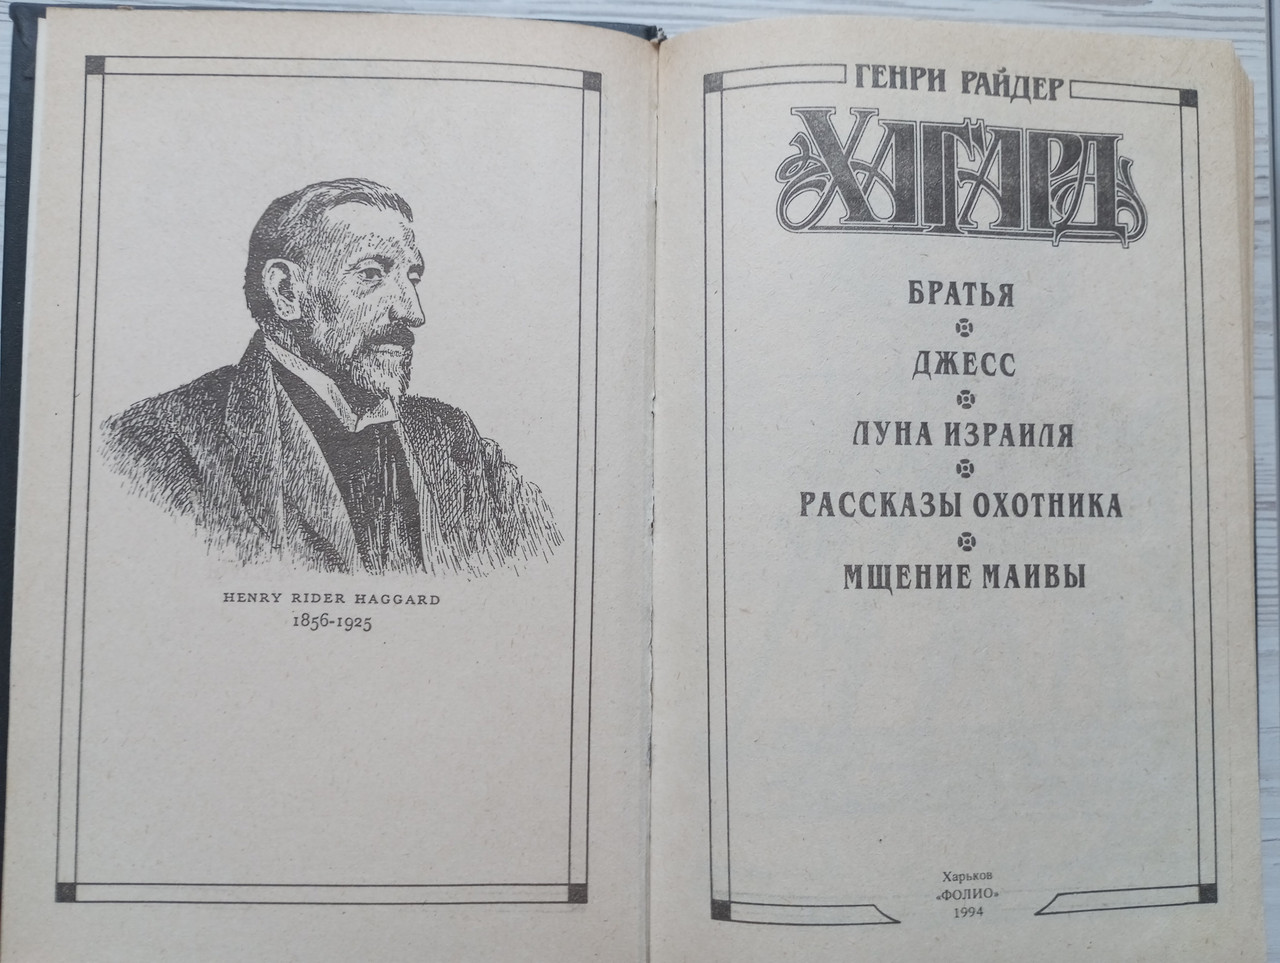 HENRY RIDER HAGGARD
1856-1925
ГЕНРИ РАЙДЕР
ХАГГАРД
БРАТЬЯ
ДЖЕСС
ЛУНА ИЗРАИЛЯ
РАССКАЗЫ ОХОТНИКА
МЩЕНИЕ МАИВЫ
Харьков
«ФОЛИО»
1994